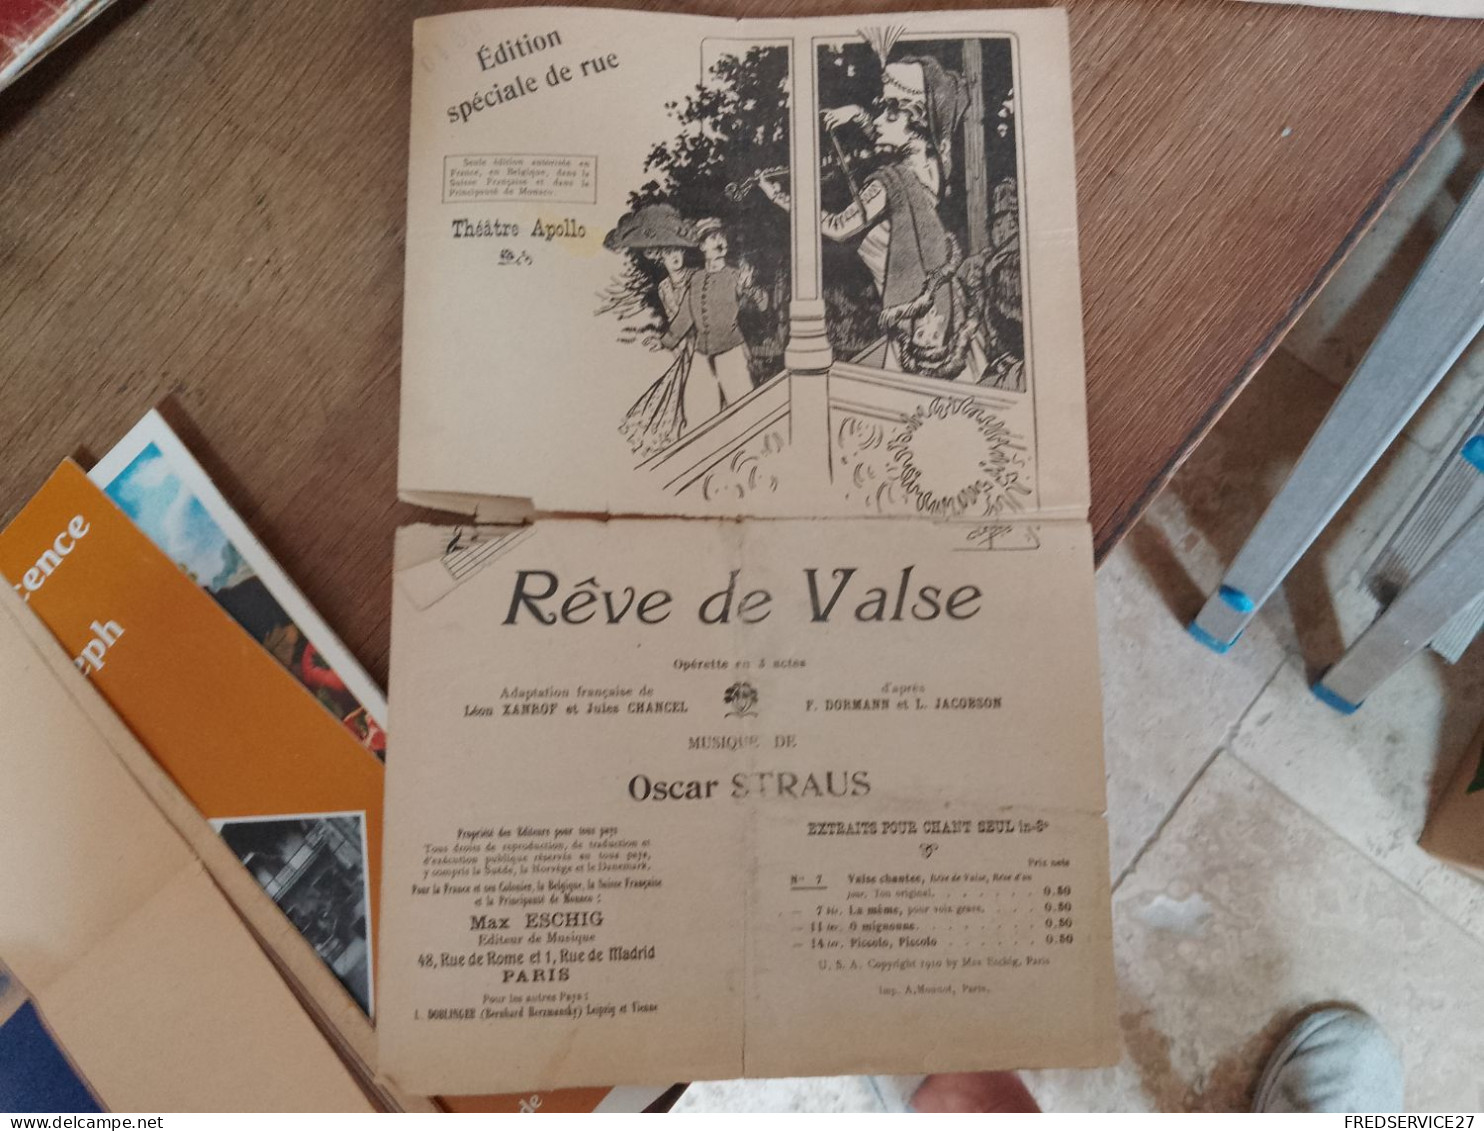 Édition
spéciale de rue
Seule édition autorisée en
France, en Belgique, dans la
Suisse Française et dans la
Principauté de Monaco.
Théâtre Apollo
Rêve de Valse
Opérette en 3 actes
Adaptation française de
Léon XANROF et Jules CHANCEL
d'après
F. DORMANN et L. JACOBSON
MUSIQUE DE
Oscar STRAUS
Propriété des Editeurs pour tous pays
Tous droits de reproduction, de traduction et
d'exécution publique réservés en tous pays,
y compris la Suède, la Norvège et le Danemark.
Pour la France et ses Colonies, la Belgique, la Suisse Française
et la Principauté de Monaco :
MAX ESCHIG
Editeur de Musique
48, Rue de Rome et 1, Rue de Madrid
PARIS
Pour les autres Pays :
L. DOBLINGER (Bernhard Herzmansky) Leipzig et Vienne
EXTRAITS POUR CHANT SEUL in-8°
Prix nets
Nos 7 Valse chantée, Rêve de Valse, Rêve d'un
jour. Ton original. . . . . . . 0.50
— 7 bis. La même, pour voix grave. . . . 0.50
— 11 ter. O mignonne. . . . . . . . 0.50
— 14 ter. Piccolo, Piccolo . . . . . . . 0.50
U. S. A. Copyright 1910 by Max Eschig, Paris
Imp. A. Mounot, Paris.
cence
eph
de
FREDSERVICE27